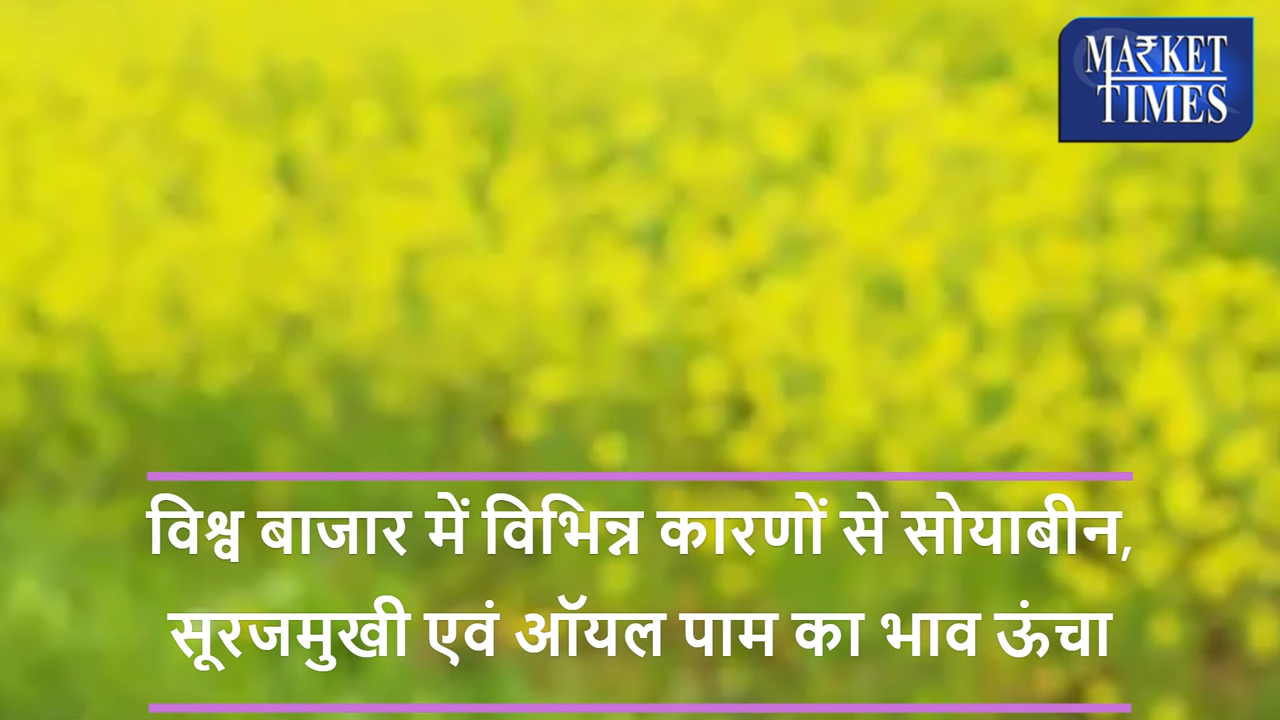 MA₹KET
TIMES
विश्व बाजार में विभिन्न कारणों से सोयाबीन,
सूरजमुखी एवं ऑयल पाम का भाव ऊंचा